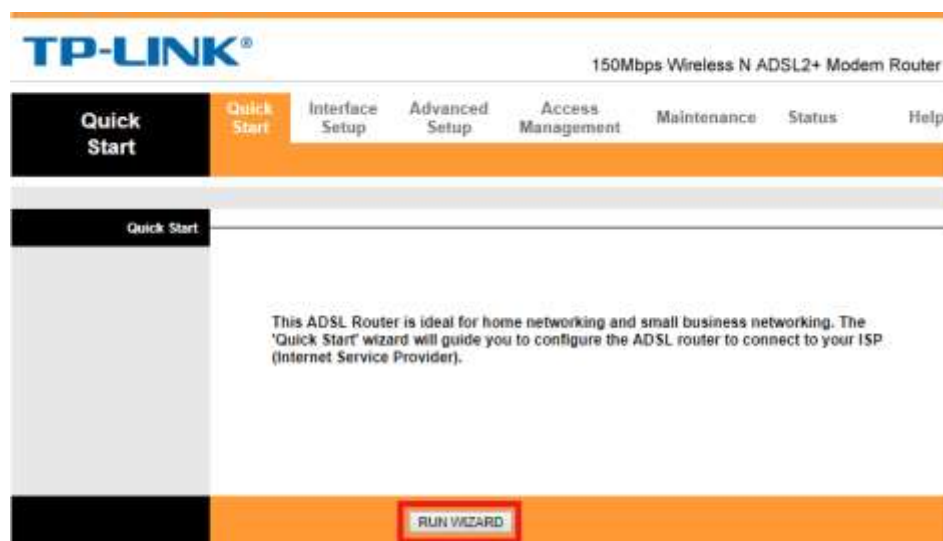 TP-LINK®
150Mbps Wireless N ADSL2+ Modem Router
Quick
Start
Quick
Start
Interface
Setup
Advanced
Setup
Access
Management
Maintenance
Status
Help
Quick Start
This ADSL Router is ideal for home networking and small business networking. The
'Quick Start' wizard will guide you to configure the ADSL router to connect to your ISP
(Internet Service Provider).
RUN WIZARD